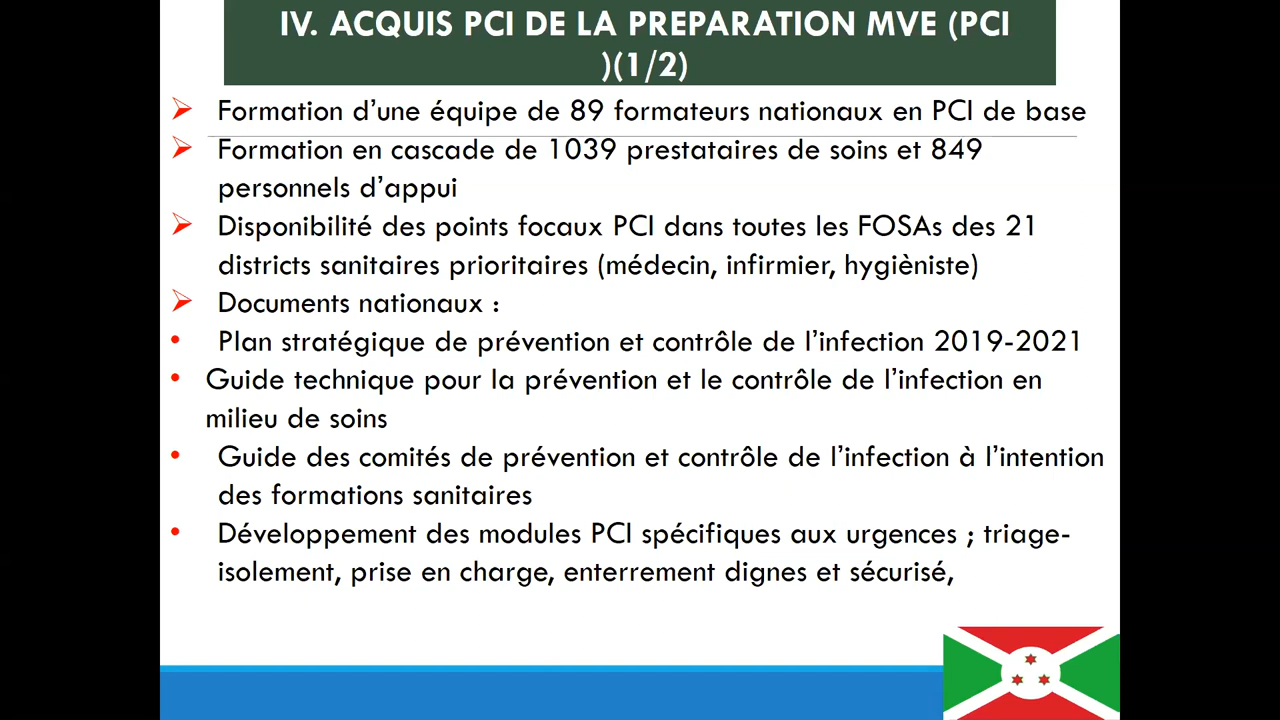 IV. ACQUIS PCI DE LA PREPARATION MVE (PCI
)(1/2)
Formation d’une équipe de 89 formateurs nationaux en PCI de base
Formation en cascade de 1039 prestataires de soins et 849
personnels d’appui
Disponibilité des points focaux PCI dans toutes les FOSAs des 21
districts sanitaires prioritaires (médecin, infirmier, hygièniste)
Documents nationaux :
Plan stratégique de prévention et contrôle de l’infection 2019-2021
Guide technique pour la prévention et le contrôle de l’infection en
milieu de soins
Guide des comités de prévention et contrôle de l’infection à l’intention
des formations sanitaires
Développement des modules PCI spécifiques aux urgences ; triage-
isolement, prise en charge, enterrement dignes et sécurisé,